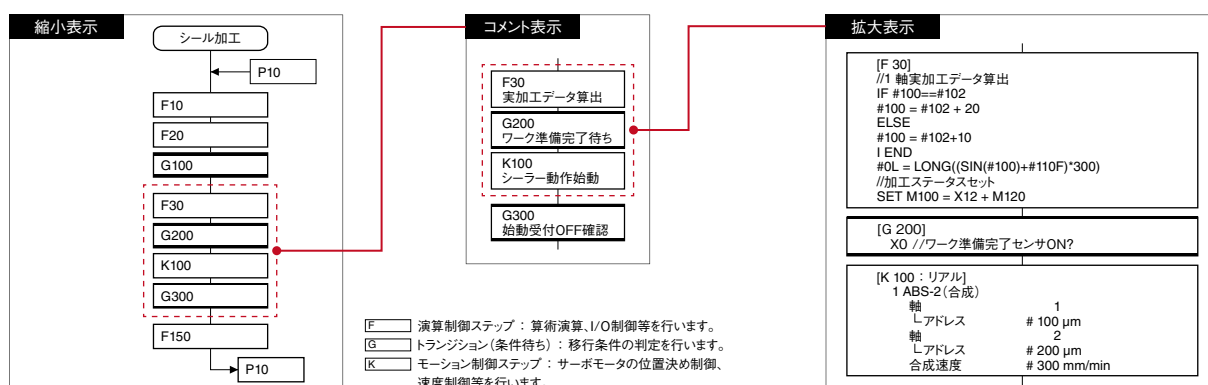 縮小表示
シール加工
P10
F10
F20
G100
F30
G200
K100
G300
F150
P10
コメント表示
F30
実加工データ算出
G200
ワーク準備完了待ち
K100
シーラー動作始動
G300
始動受付OFF確認
F 演算制御ステップ：算術演算、I/O制御等を行います。
G トランジション（条件待ち）：移行条件の判定を行います。
K モーション制御ステップ：サーボモータの位置決め制御、
速度制御等を行います。
拡大表示
[F 30]
//1 軸実加工データ算出
IF #100==#102
#100 = #102 + 20
ELSE
#100 = #102+10
I END
#0L = LONG((SIN(#100)+#110F)*300)
//加工ステータスセット
SET M100 = X12 + M120
[G 200]
X0 //ワーク準備完了センサON?
[K 100：リアル]
1 ABS-2（合成）
軸 1
└アドレス # 100 μm
軸 2
└アドレス # 200 μm
合成速度 # 300 mm/min